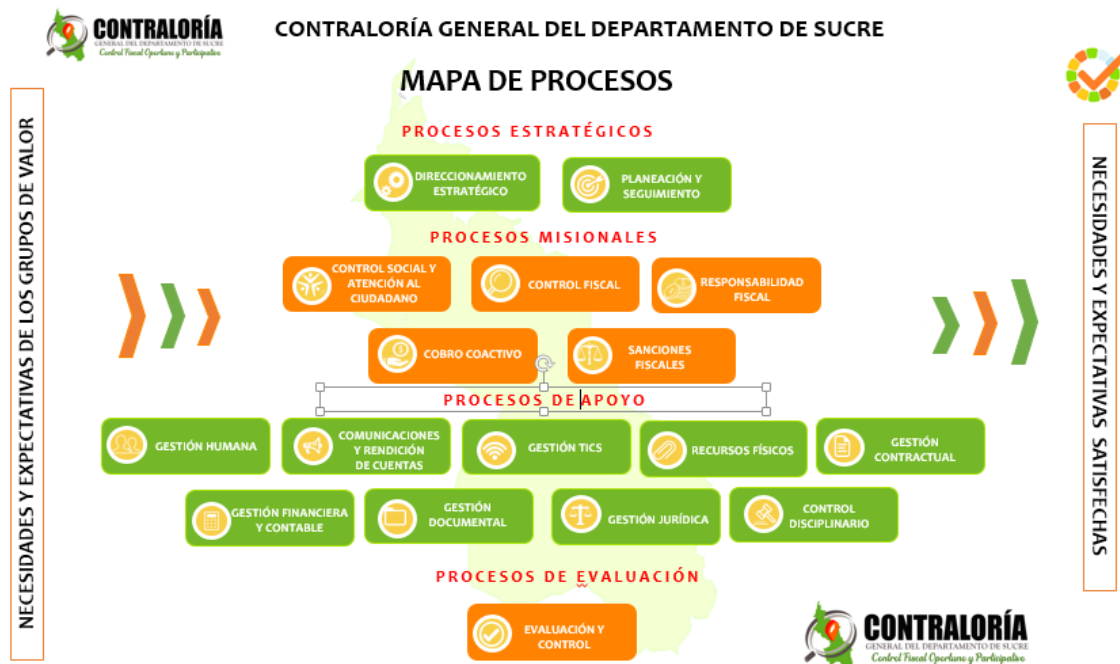 CONTRALORÍA
GENERAL DEL DEPARTAMENTO DE SUCRE
Control Fiscal Oportuno y Participativo
CONTRALORÍA GENERAL DEL DEPARTAMENTO DE SUCRE
MAPA DE PROCESOS
NECESIDADES Y EXPECTATIVAS DE LOS GRUPOS DE VALOR
PROCESOS ESTRATÉGICOS
DIRECCIONAMIENTO
ESTRATÉGICO
PLANEACIÓN Y
SEGUIMIENTO
PROCESOS MISIONALES
CONTROL SOCIAL Y
ATENCIÓN AL
CIUDADANO
CONTROL FISCAL
RESPONSABILIDAD
FISCAL
COBRO COACTIVO
SANCIONES
FISCALES
PROCESOS DE APOYO
GESTIÓN HUMANA
COMUNICACIONES
Y RENDICIÓN
DE CUENTAS
GESTIÓN TICS
RECURSOS FÍSICOS
GESTIÓN
CONTRACTUAL
GESTIÓN FINANCIERA
Y CONTABLE
GESTIÓN
DOCUMENTAL
GESTIÓN JURÍDICA
CONTROL
DISCIPLINARIO
PROCESOS DE EVALUACIÓN
EVALUACIÓN Y
CONTROL
NECESIDADES Y EXPECTATIVAS SATISFECHAS
CONTRALORÍA
GENERAL DEL DEPARTAMENTO DE SUCRE
Control Fiscal Oportuno y Participativo